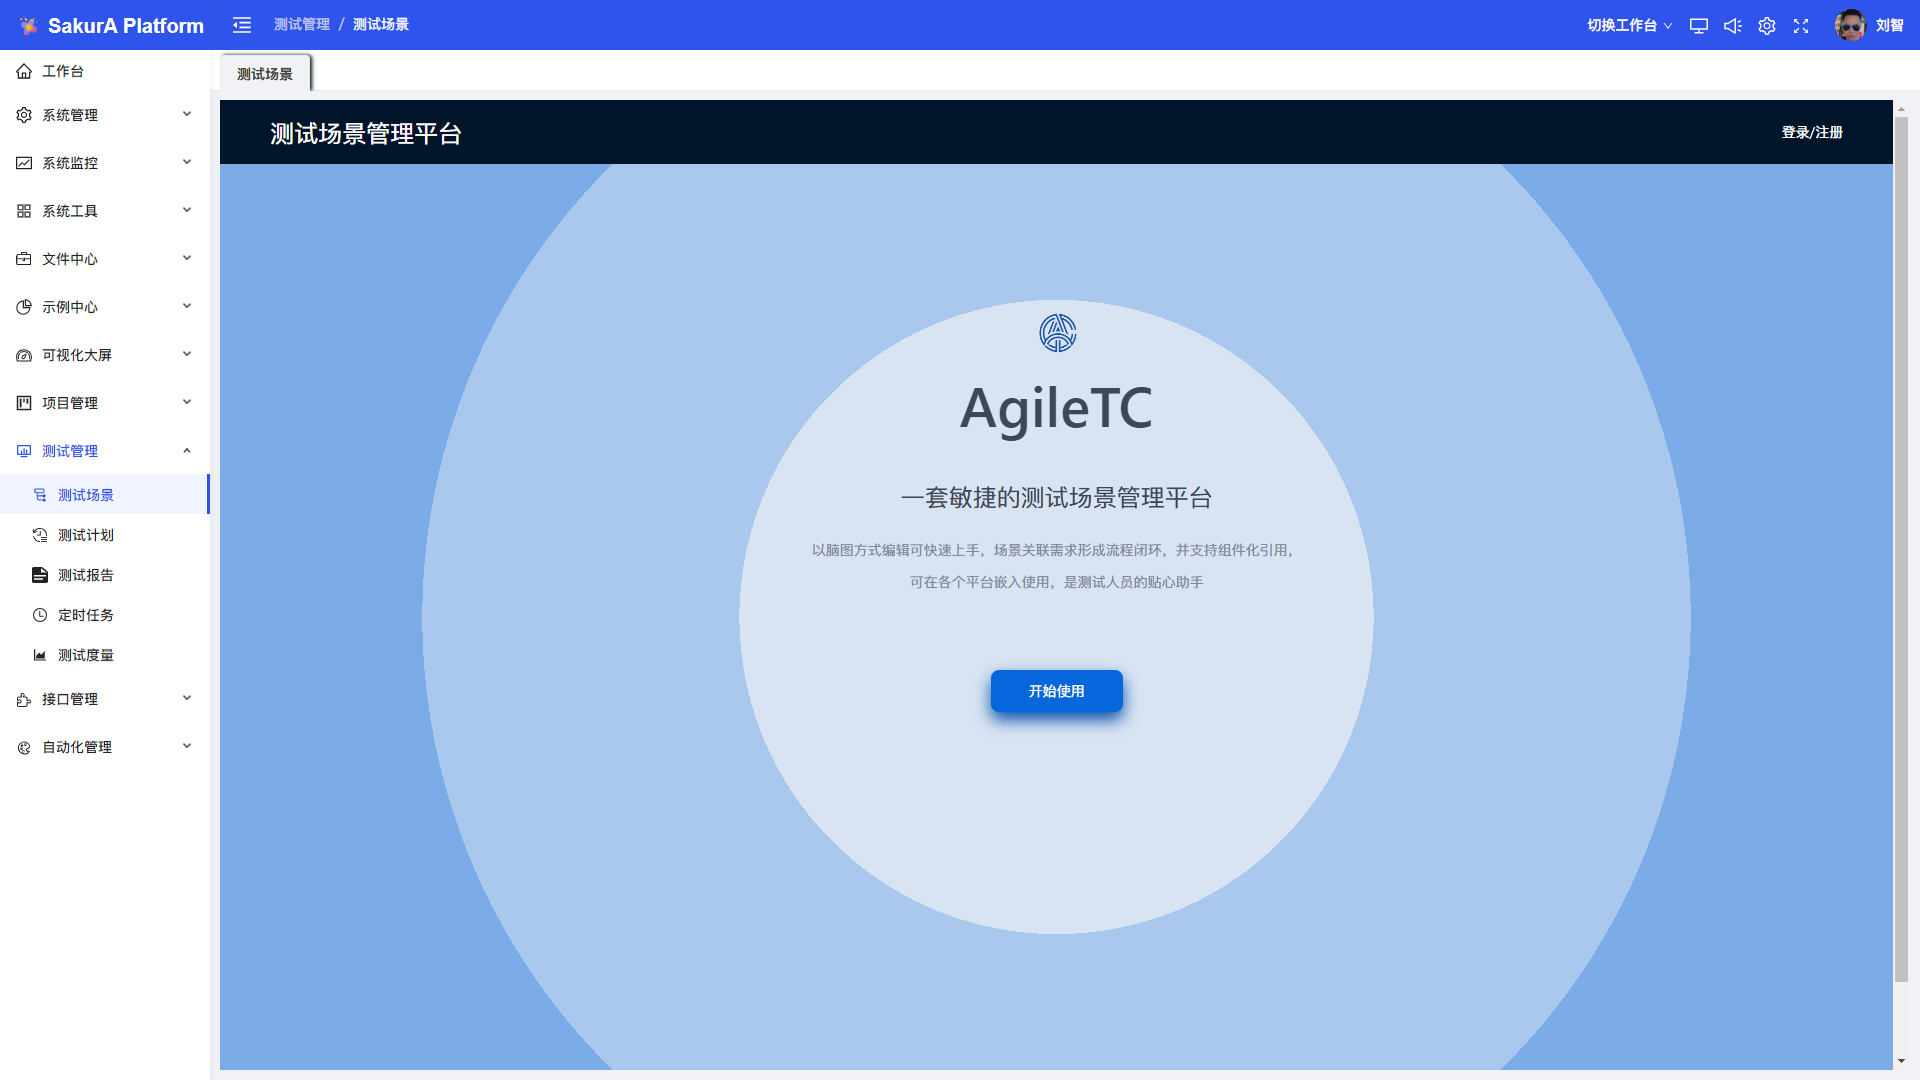 SakurA Platform
测试管理 / 测试场景
切换工作台
刘智
工作台
系统管理
系统监控
系统工具
文件中心
示例中心
可视化大屏
项目管理
测试管理
测试场景
测试计划
测试报告
定时任务
测试度量
接口管理
自动化管理
测试场景
测试场景管理平台
登录/注册
AgileTC
一套敏捷的测试场景管理平台
以脑图方式编辑可快速上手，场景关联需求形成流程闭环，并支持组件化引用，
可在各个平台嵌入使用，是测试人员的贴心助手
开始使用